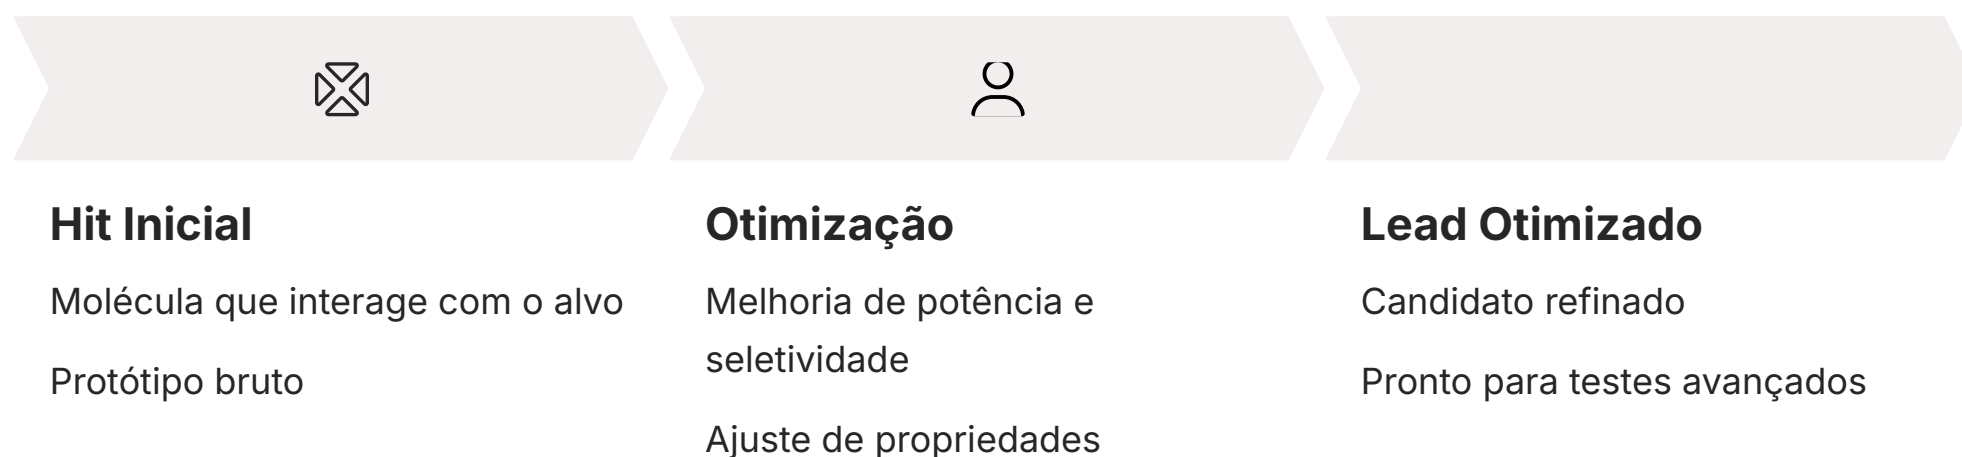 Hit Inicial
Molécula que interage com o alvo
Protótipo bruto
Otimização
Melhoria de potência e
seletividade
Ajuste de propriedades
Lead Otimizado
Candidato refinado
Pronto para testes avançados